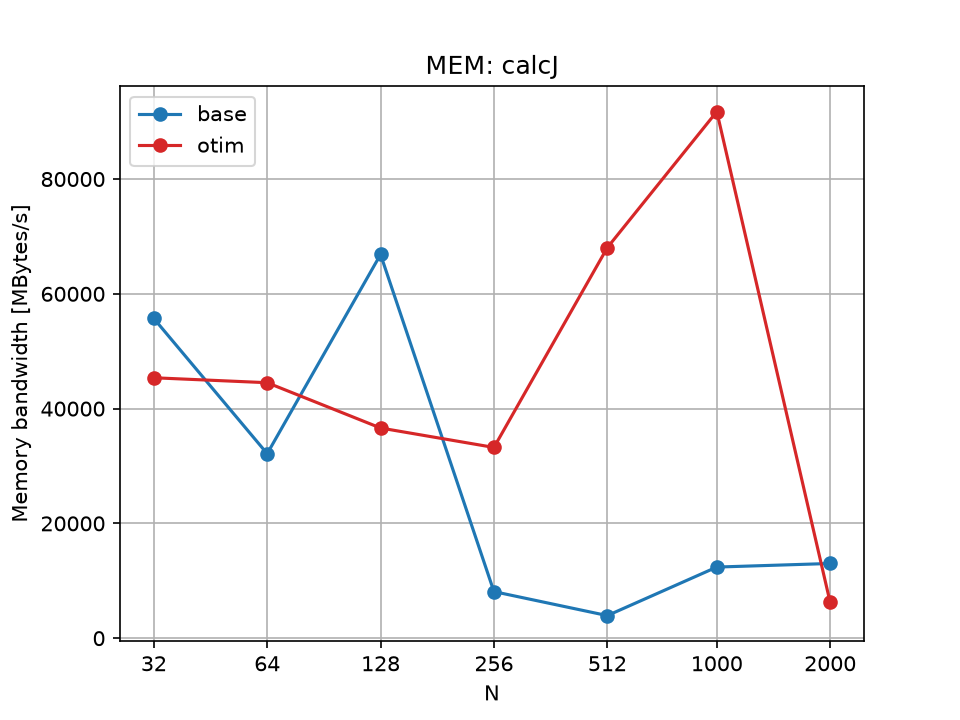 MEM: calcJ
base
otim
Memory bandwidth [MBytes/s]
80000
60000
40000
20000
0
32 64 128 256 512 1000 2000
N